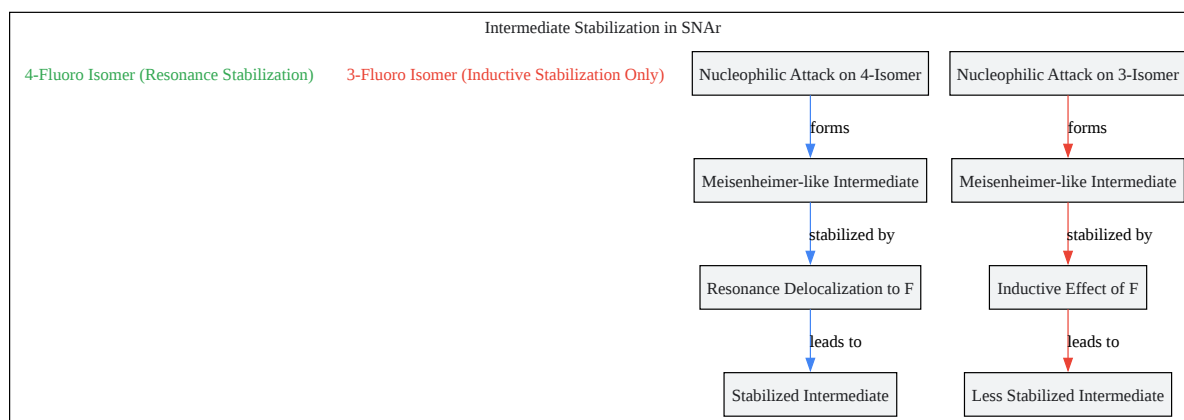 Intermediate Stabilization in SNAr
4-Fluoro Isomer (Resonance Stabilization)
3-Fluoro Isomer (Inductive Stabilization Only)
Nucleophilic Attack on 4-Isomer
Nucleophilic Attack on 3-Isomer
forms
forms
Meisenheimer-like Intermediate
Meisenheimer-like Intermediate
stabilized by
stabilized by
Resonance Delocalization to F
Inductive Effect of F
leads to
leads to
Stabilized Intermediate
Less Stabilized Intermediate